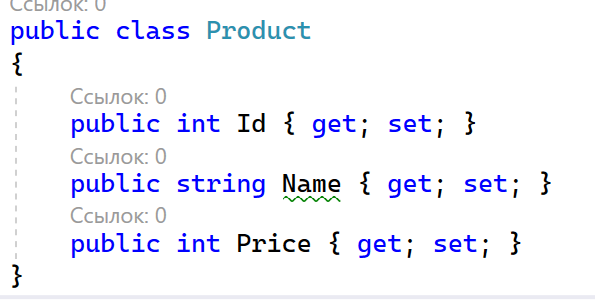 Ссылок: 0
public class Product
{
Ссылок: 0
public int Id { get; set; }
Ссылок: 0
public string Name { get; set; }
Ссылок: 0
public int Price { get; set; }
}